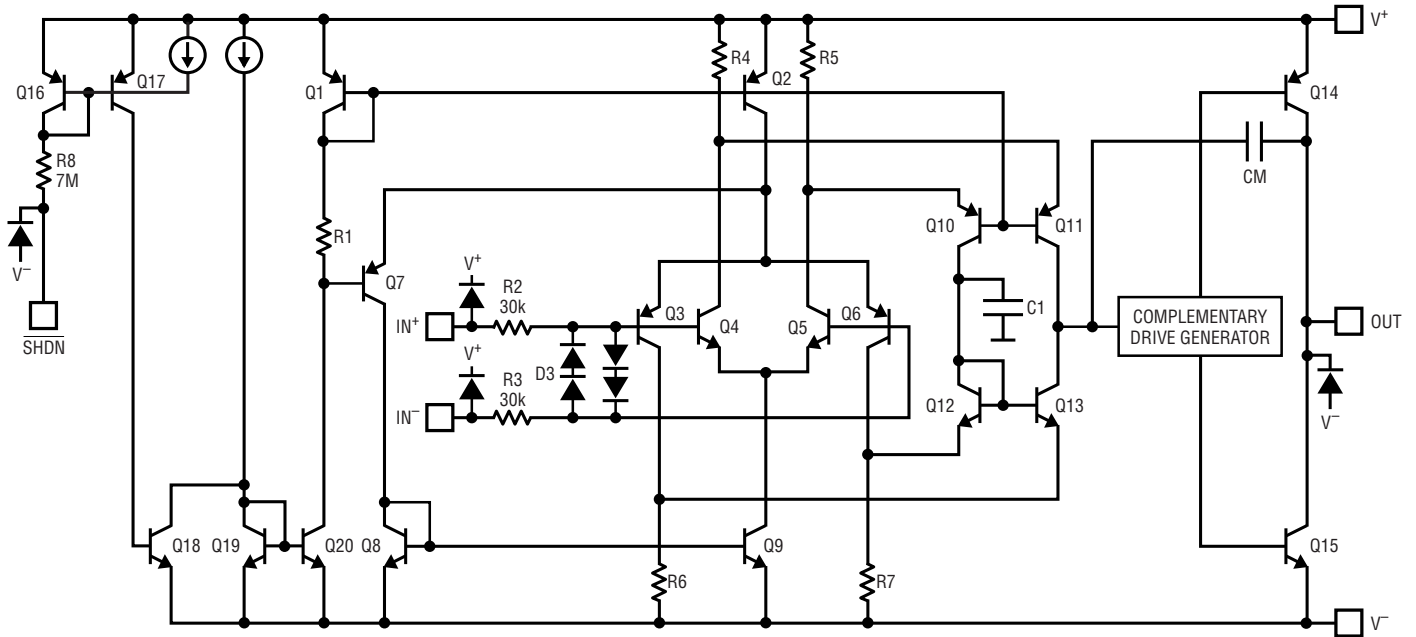 V+
Q16
Q17
Q1
R4
Q2
R5
Q14
R8
7M
CM
V−
SHDN
R1
Q7
Q10
Q11
V+
R2
30k
IN+
Q3
Q4
Q5
Q6
C1
COMPLEMENTARY
DRIVE GENERATOR
OUT
V+
D3
R3
30k
IN−
Q12
Q13
V−
Q18
Q19
Q20
Q8
Q9
Q15
R6
R7
V−